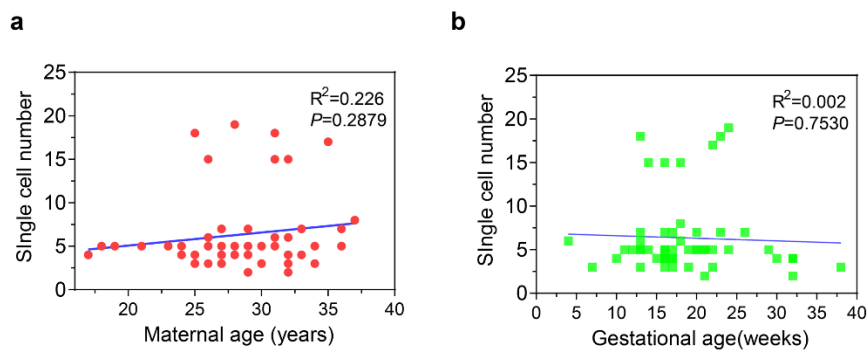 a
25
20
15
10
5
0
SIngle cell number
R²=0.226
P=0.2879
20
25
30
35
40
Maternal age (years)
b
25
20
15
10
5
0
SIngle cell number
R²=0.002
P=0.7530
0
5
10
15
20
25
30
35
40
Gestational age(weeks)